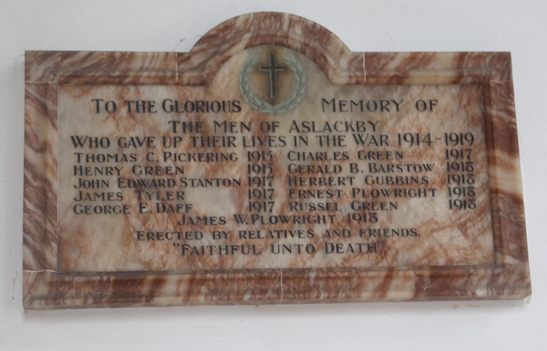 To the Glorious Memory of
The Men of Aslackby
Who gave up their lives in the War 1914-1919
Thomas C. Pickering 1915 Charles Green 1917
Henry Green 1915 Gerald B. Barstow 1918
John Edward Stanton 1917 Herbert Gubbins 1918
James Tyler 1917 Ernest Plowright 1918
George E. Daff 1917 Russel Green 1918
James W. Plowright 1918
Erected by relatives and friends.
"Faithful unto Death"